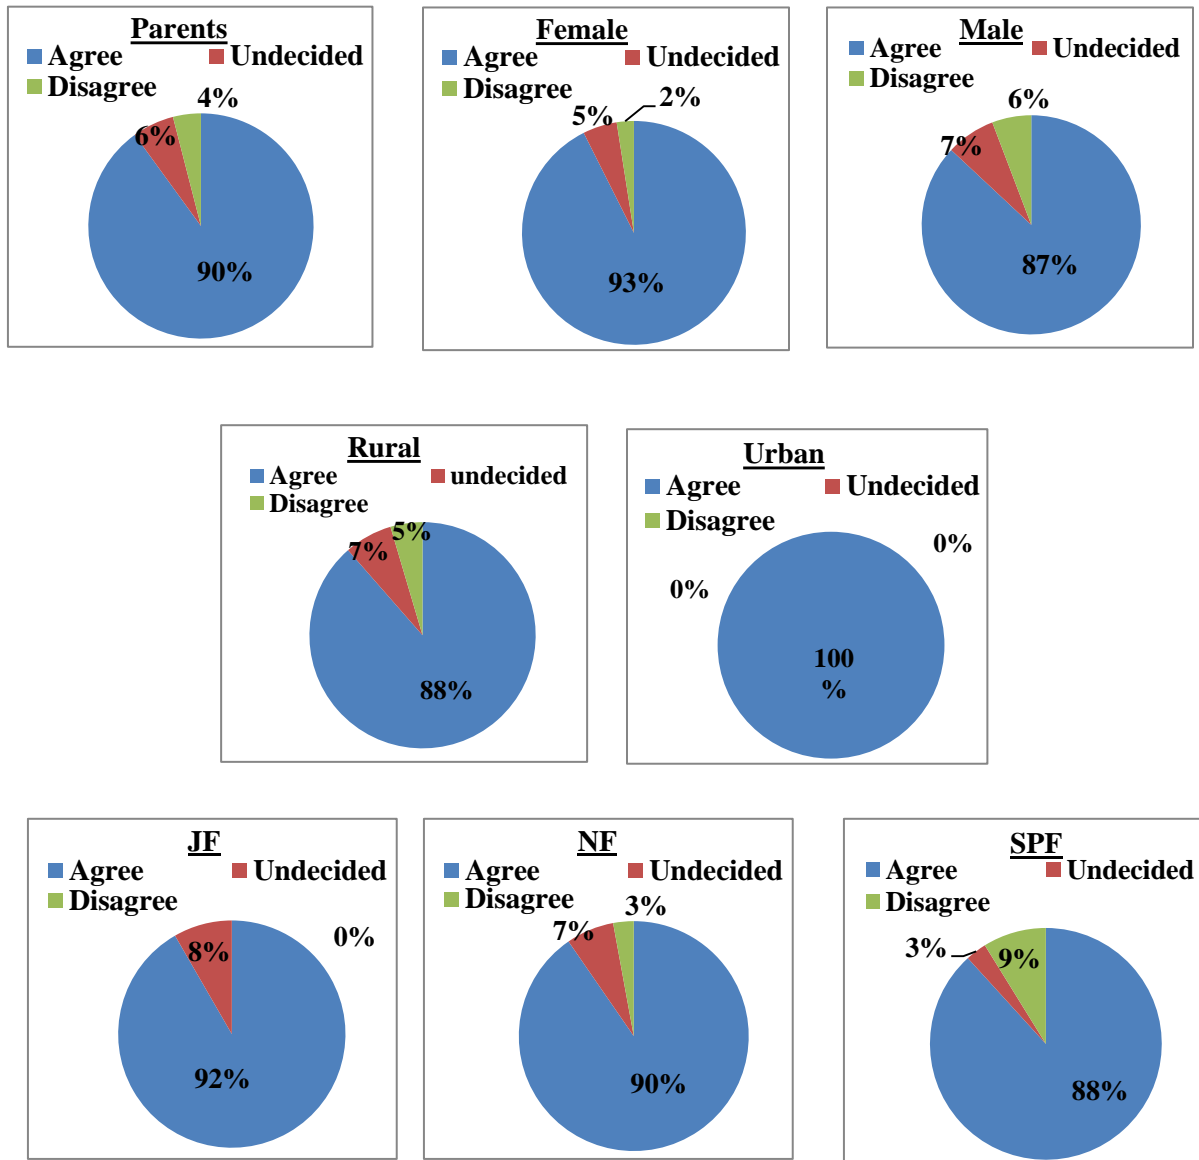 Parents
Agree Undecided
Disagree
4%
6%
90%
Female
Agree Undecided
Disagree
2%
5%
93%
Male
Agree Undecided
Disagree
6%
7%
87%
Rural
Agree undecided
Disagree
5%
7%
88%
Urban
Agree Undecided
Disagree
0%
0%
100
%
JF
Agree Undecided
Disagree
0%
8%
92%
NF
Agree Undecided
Disagree
3%
7%
90%
SPF
Agree Undecided
Disagree
3%
9%
88%